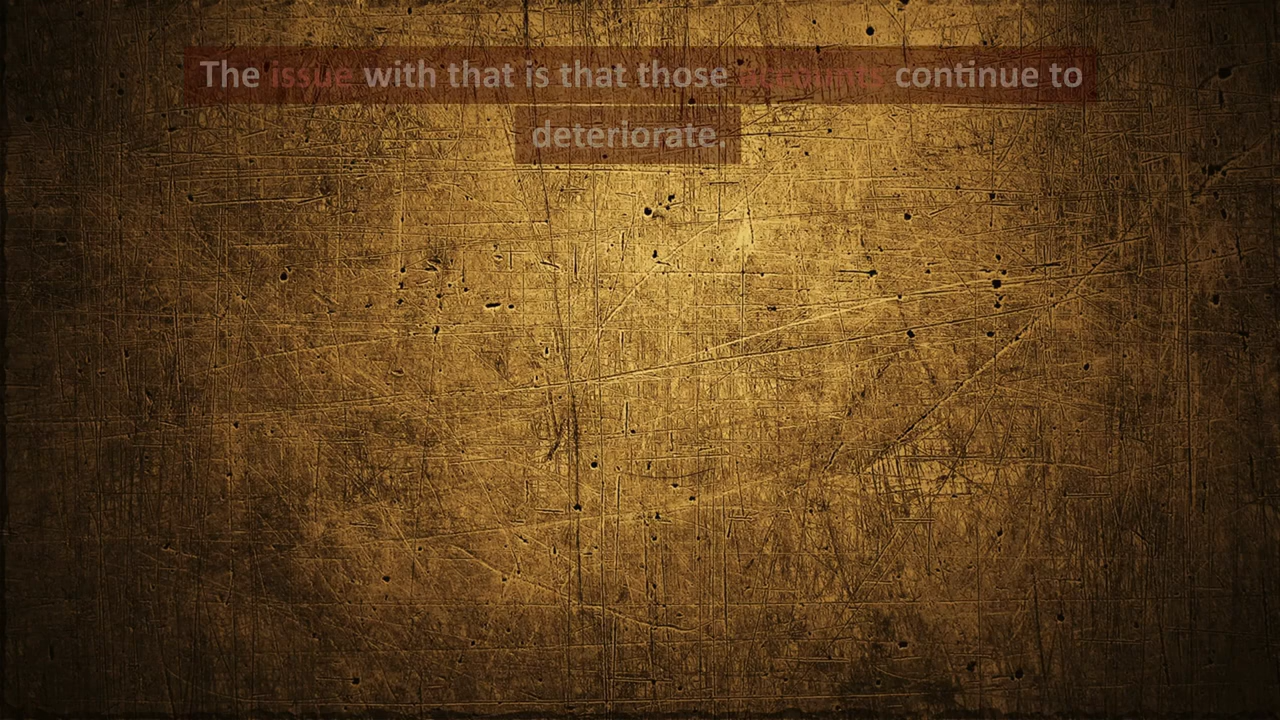 The issue with that is that those accounts continue to
deteriorate.